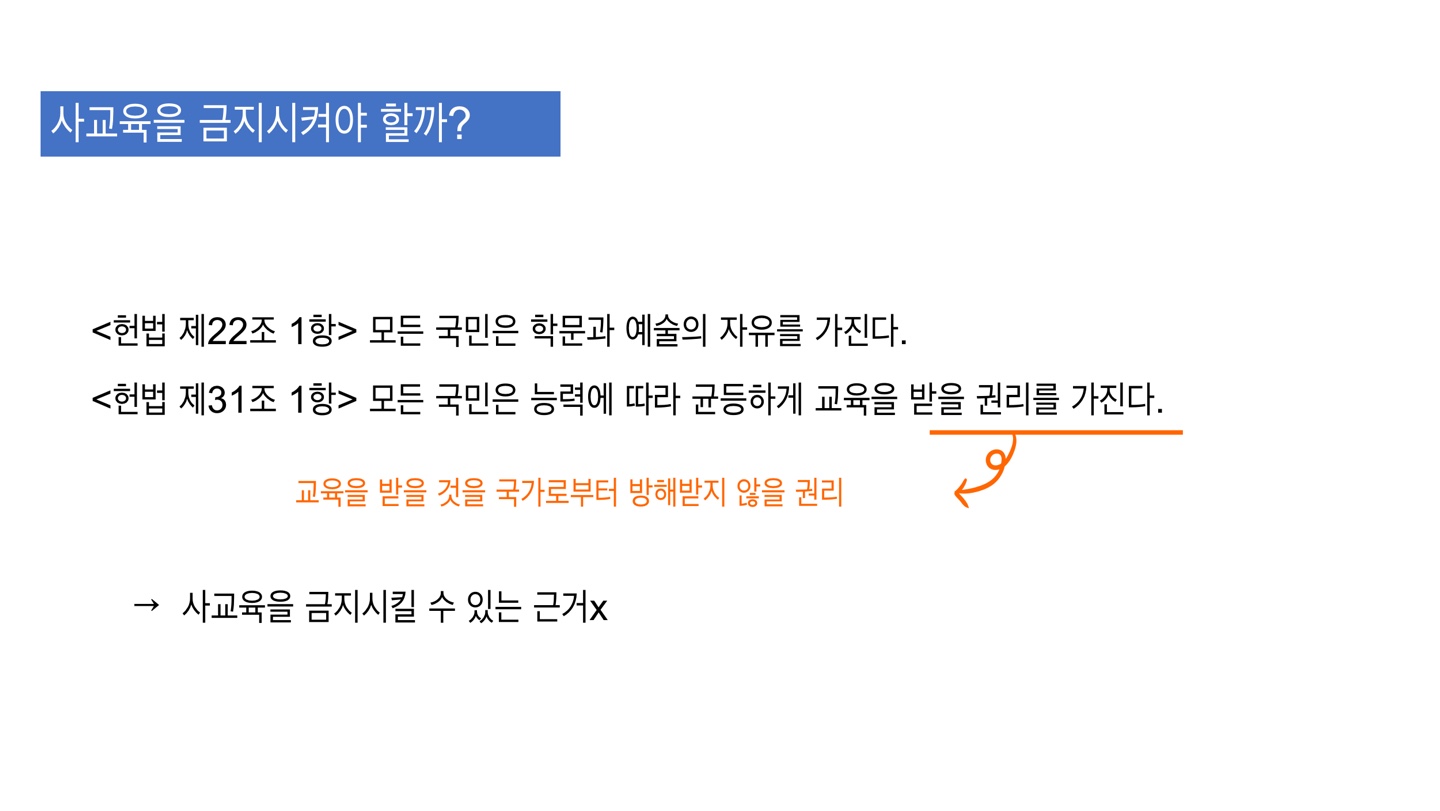 사교육을 금지시켜야 할까?
<헌법 제22조 1항> 모든 국민은 학문과 예술의 자유를 가진다.
<헌법 제31조 1항> 모든 국민은 능력에 따라 균등하게 교육을 받을 권리를 가진다.
교육을 받을 것을 국가로부터 방해받지 않을 권리
→ 사교육을 금지시킬 수 있는 근거x